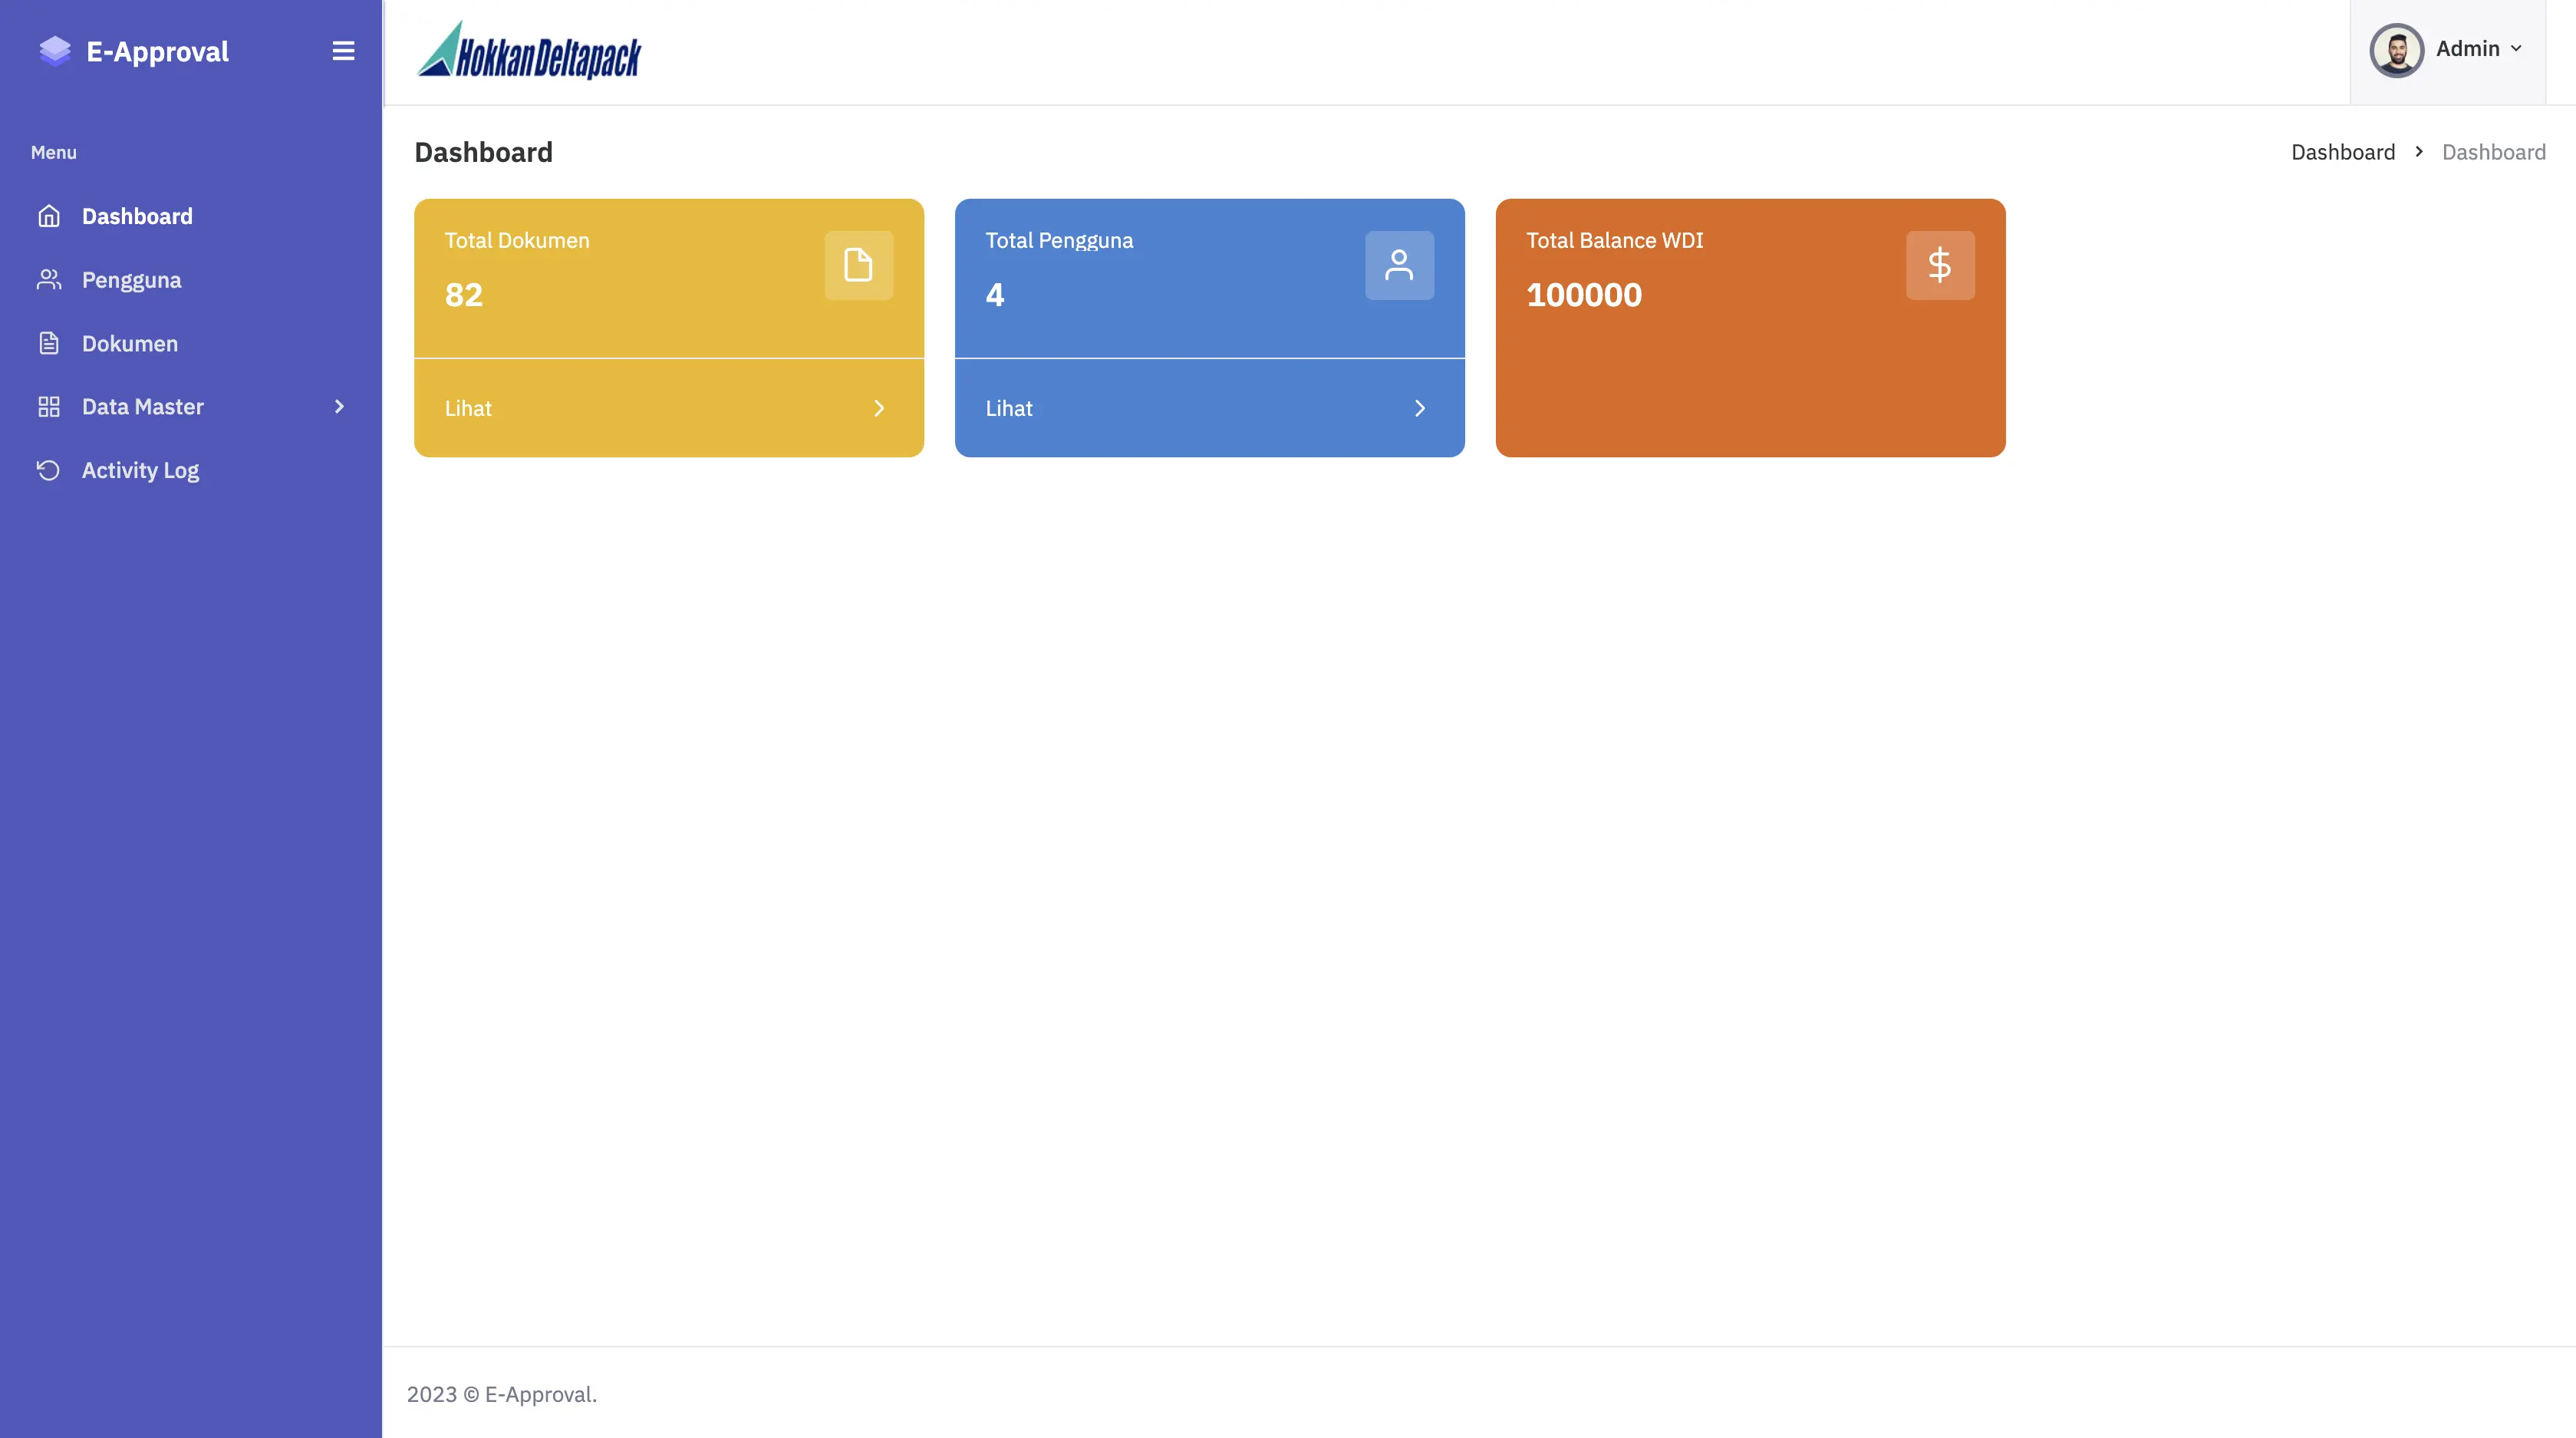 E-Approval
HokkanDeltapack
Admin
Menu
Dashboard
Pengguna
Dokumen
Data Master
Activity Log
Dashboard
Dashboard > Dashboard
Total Dokumen
82
Lihat
Total Pengguna
4
Lihat
Total Balance WDI
100000
2023 © E-Approval.